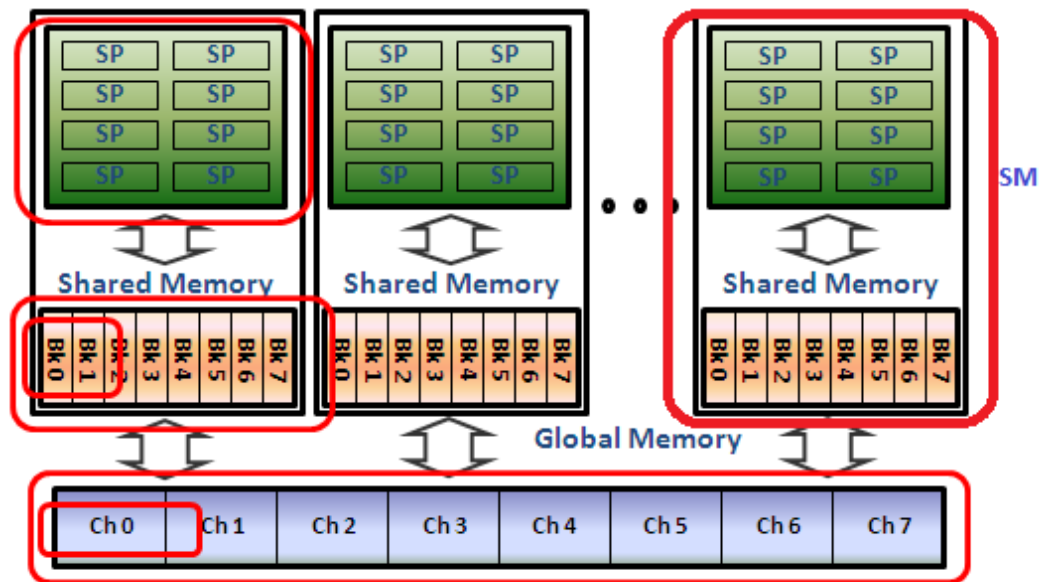 SP SP SP SP SP SP
SP SP SP SP SP SP
SP SP SP SP SP SP
SP SP SP SP SP SP
SM
Shared Memory Shared Memory Shared Memory
Bk 0 Bk 1 Bk 2 Bk 3 Bk 4 Bk 5 Bk 6 Bk 7 Bk 0 Bk 1 Bk 2 Bk 3 Bk 4 Bk 5 Bk 6 Bk 7 Bk 0 Bk 1 Bk 2 Bk 3 Bk 4 Bk 5 Bk 6 Bk 7
Global Memory
Ch 0 Ch 1 Ch 2 Ch 3 Ch 4 Ch 5 Ch 6 Ch 7